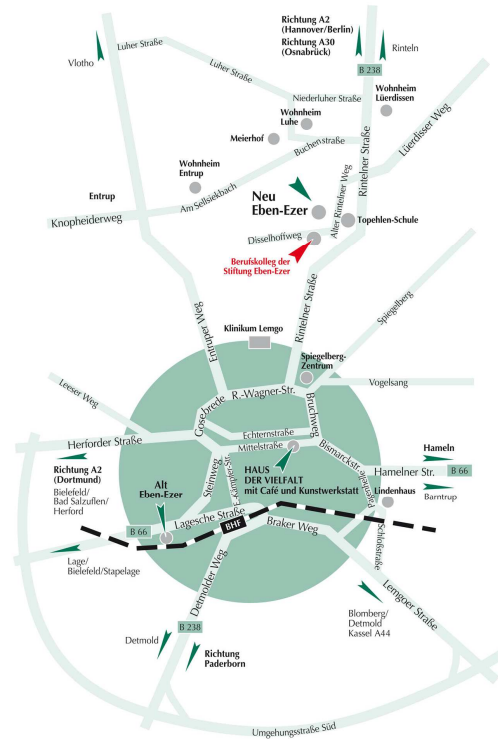 Richtung A2
(Hannover/Berlin)
Richtung A30
(Osnabrück)
Rinteln
B 238
Luher Straße
Vlotho
Luher Straße
Niederluher Straße
Wohnheim
Lüerdissen
Wohnheim
Luhe
Meierhof
Buchenstraße
Rintelner Straße
Lüerdisser Weg
Wohnheim
Entrup
Am Sellsiekbach
Entrup
Knopheiderweg
Neu
Eben-Ezer
Alter Rintelner Weg
Topehlen-Schule
Disselhoffweg
Berufskolleg der
Stiftung Eben-Ezer
Rintelner Straße
Spiegelberg
Entruper Weg
Klinikum Lemgo
Spiegelberg-
Zentrum
Vogelsang
Leeser Weg
R.-Wagner-Str.
Gosebrede
Bruchweg
Echternstraße
Mittelstraße
Herforder Straße
Bismarckstr.
Hameln
Hamelner Str.
B 66
Barntrup
Richtung A2
(Dortmund)
Bielefeld/
Bad Salzuflen/
Herford
Steinweg
HAUS
DER VIELFALT
mit Café und Kunstwerkstatt
Pagenhelle
Lindenhaus
Alt
Eben-Ezer
Lagesche Straße
B 66
BHF
Braker Weg
Schloßstraße
Lage/
Bielefeld/Stapelage
Detmolder Weg
Lemgoer Straße
Blomberg/
Detmold
Kassel A44
B 238
Detmold
Richtung
Paderborn
Umgehungsstraße Süd